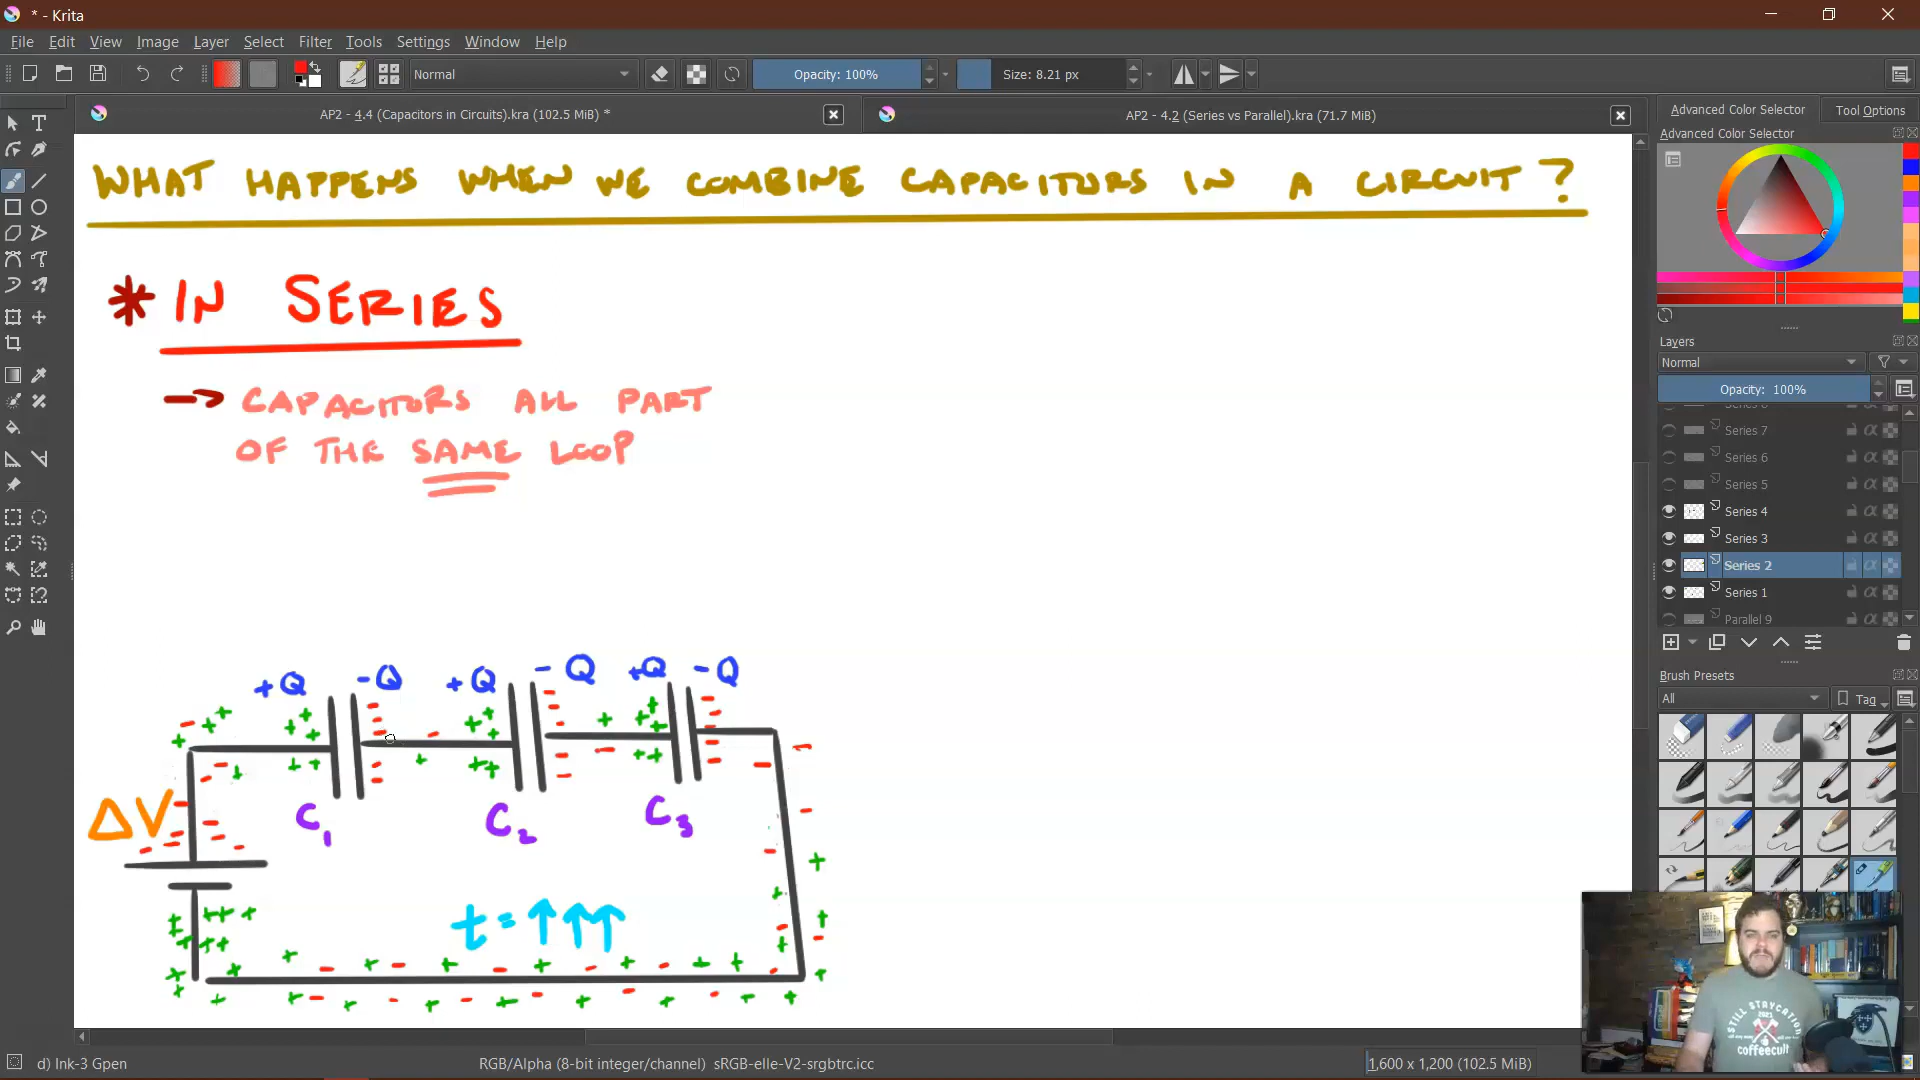 * - Krita
File Edit View Image Layer Select Filter Tools Settings Window Help
Normal
Opacity: 100%
Size: 8.21 px
AP2 - 4.4 (Capacitors in Circuits).kra (102.5 MiB) *
AP2 - 4.2 (Series vs Parallel).kra (71.7 MiB)
Advanced Color Selector
Tool Options
Advanced Color Selector
WHAT HAPPENS WHEN WE COMBINE CAPACITORS IN A CIRCUIT?
* IN SERIES
→ CAPACITORS ALL PART
OF THE SAME LOOP
+Q -Q +Q -Q +Q -Q
C1 C2 C3
ΔV
t = ↑↑↑
Layers
Normal
Opacity: 100%
Series 7
Series 6
Series 5
Series 4
Series 3
Series 2
Series 1
Parallel 9
Brush Presets
All
Tag
STILL STAYCATION
2021
coffeecult
d) Ink-3 Gpen
RGB/Alpha (8-bit integer/channel) sRGB-elle-V2-srgbtrc.icc
1,600 x 1,200 (102.5 MiB)